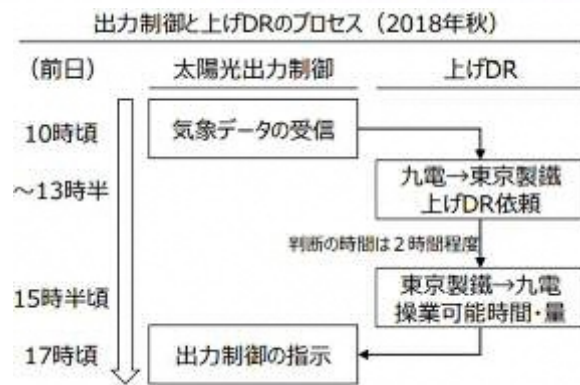 出力制御と上げDRのプロセス（2018年秋）
（前日）
太陽光出力制御
上げDR
10時頃
気象データの受信
～13時半
九電→東京製鐵
上げDR依頼
判断の時間は２時間程度
15時半頃
東京製鐵→九電
操業可能時間・量
17時頃
出力制御の指示